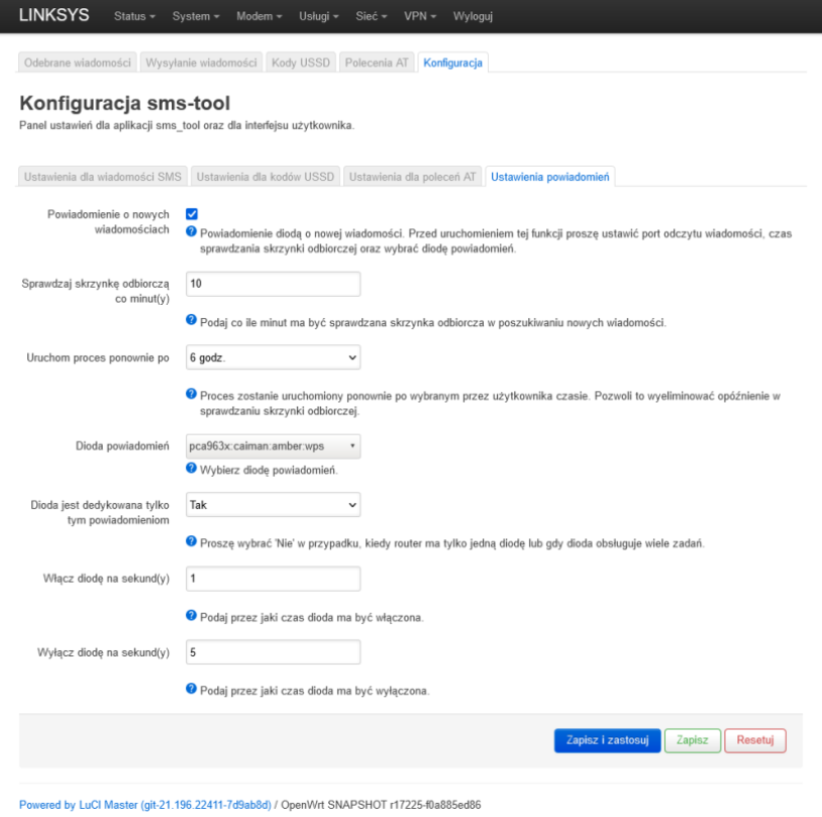 LINKSYS Status System Modem Usługi Sieć VPN Wyloguj
Odebrane wiadomości Wysyłanie wiadomości Kody USSD Polecenia AT Konfiguracja
Konfiguracja sms-tool
Panel ustawień dla aplikacji sms_tool oraz dla interfejsu użytkownika.
Ustawienia dla wiadomości SMS Ustawienia dla kodów USSD Ustawienia dla poleceń AT Ustawienia powiadomień
Powiadomienie o nowych
wiadomościach
Powiadomienie diodą o nowej wiadomości. Przed uruchomieniem tej funkcji proszę ustawić port odczytu wiadomości, czas
sprawdzania skrzynki odbiorczej oraz wybrać diodę powiadomień.
Sprawdzaj skrzynkę odbiorczą
co minut(y)
10
Podaj co ile minut ma być sprawdzana skrzynka odbiorcza w poszukiwaniu nowych wiadomości.
Uruchom proces ponownie po
6 godz.
Proces zostanie uruchomiony ponownie po wybranym przez użytkownika czasie. Pozwoli to wyeliminować opóźnienie w
sprawdzaniu skrzynki odbiorczej.
Dioda powiadomień
pca963x:caiman:amber:wps
Wybierz diodę powiadomień.
Dioda jest dedykowana tylko
tym powiadomieniom
Tak
Proszę wybrać 'Nie' w przypadku, kiedy router ma tylko jedną diodę lub gdy dioda obsługuje wiele zadań.
Włącz diodę na sekund(y)
1
Podaj przez jaki czas dioda ma być włączona.
Wyłącz diodę na sekund(y)
5
Podaj przez jaki czas dioda ma być wyłączona.
Zapisz i zastosuj Zapisz Resetuj
Powered by LuCI Master (git-21.196.22411-7d9ab8d) / OpenWrt SNAPSHOT r17225-f0a885ed86